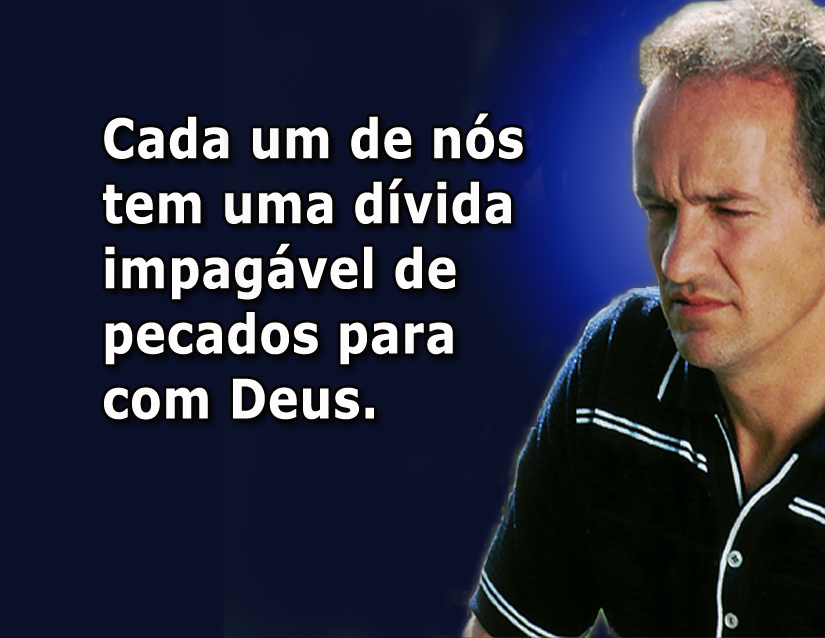 Cada um de nós
tem uma dívida
impagável de
pecados para
com Deus.